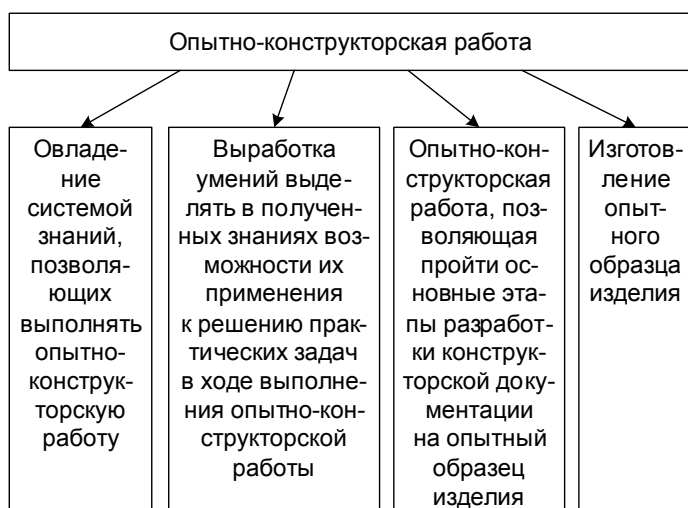 Опытно-конструкторская работа
Овладе-
ние
системой
знаний,
позволя-
ющих
выполнять
опытно-
конструк-
торскую
работу
Выработка
умений выде-
лять в получен-
ных знаниях воз-
можности их
применения
к решению прак-
тических задач
в ходе выполне-
ния опытно-кон-
структорской
работы
Опытно-кон-
структорская
работа, поз-
воляющая
пройти ос-
новные эта-
пы разработ-
ки конструк-
торской доку-
ментации
на опытный
образец
изделия
Изготов-
ление
опыт-
ного
образца
изделия